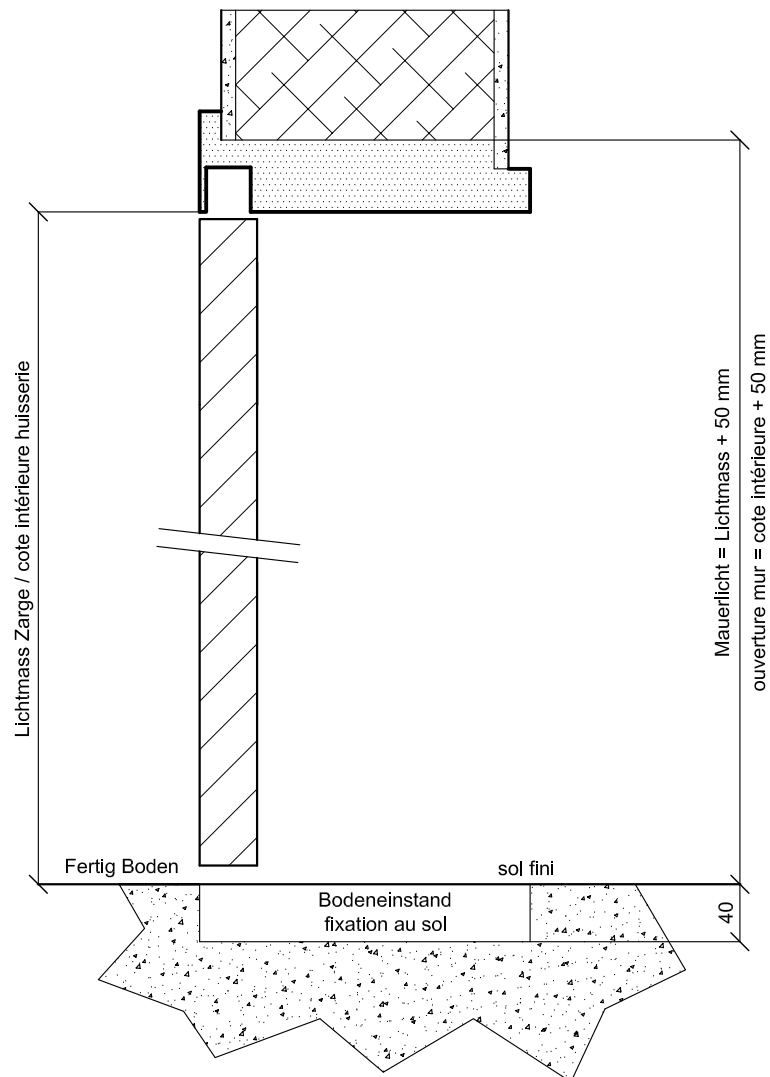 Lichtmass Zarge / cote intérieure huisserie
Mauerlicht = Lichtmass + 50 mm
ouverture mur = cote intérieure + 50 mm
Fertig Boden
sol fini
Bodeneinstand
fixation au sol
40